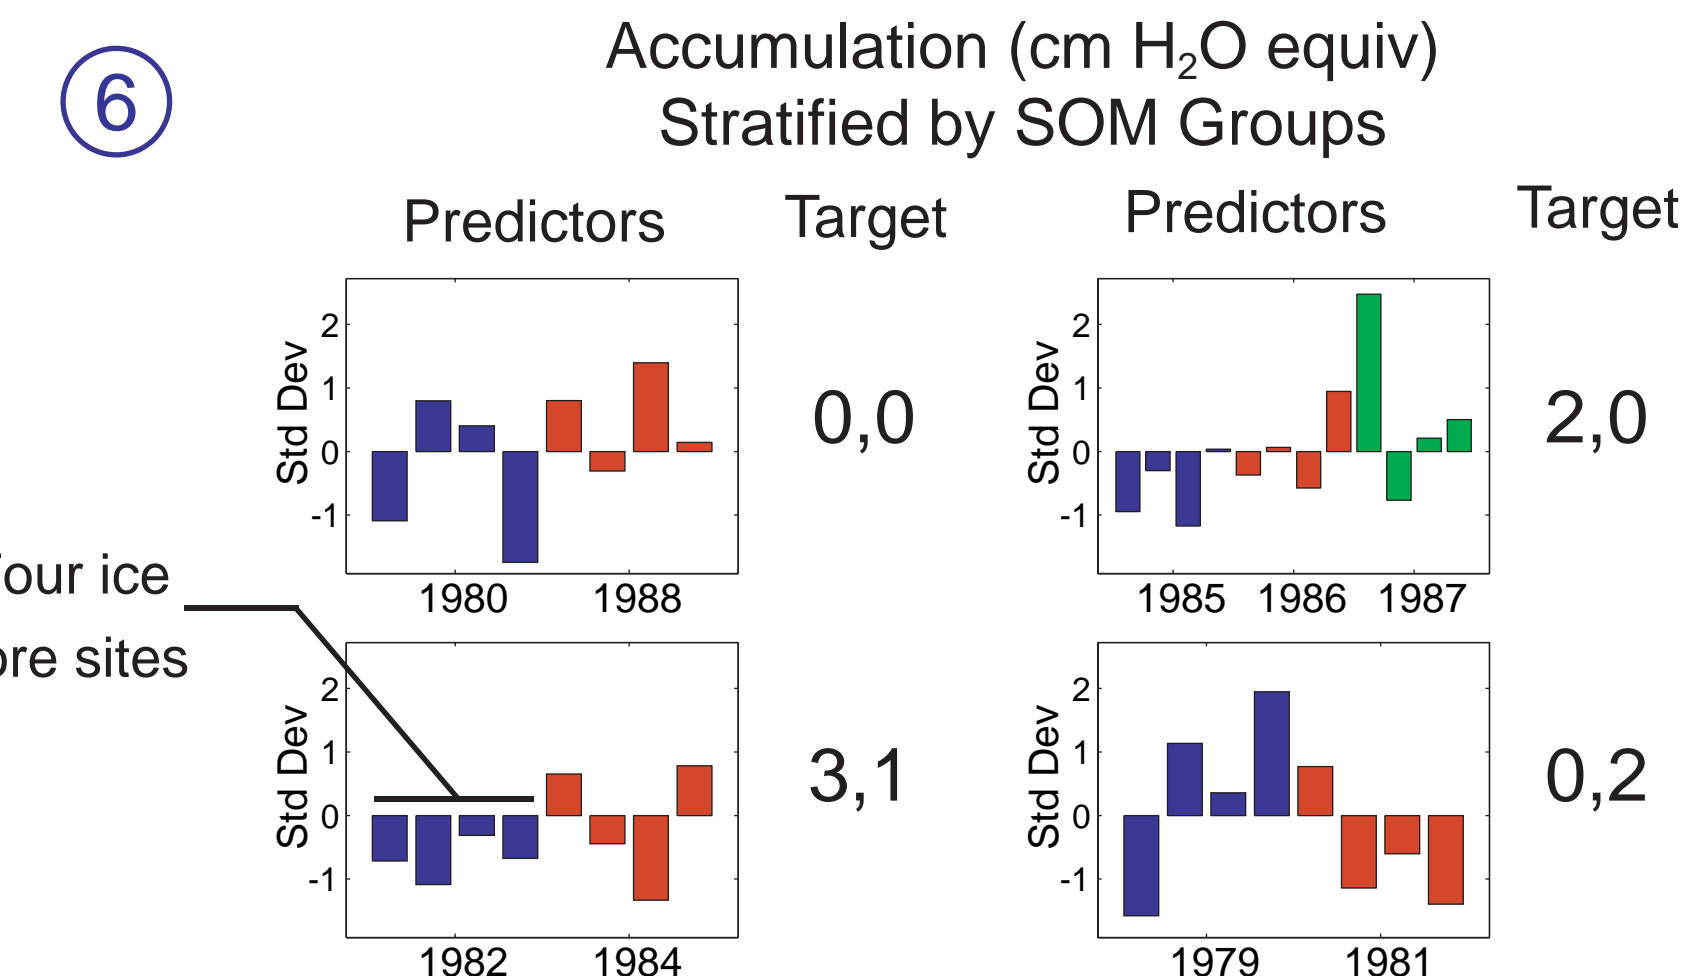 6
Accumulation (cm H₂O equiv)
Stratified by SOM Groups
Predictors Target Predictors Target
Std Dev
2
1
0
-1
1980 1988
0,0
Std Dev
2
1
0
-1
1985 1986 1987
2,0
our ice
ore sites
Std Dev
2
1
0
-1
1982 1984
3,1
Std Dev
2
1
0
-1
1979 1981
0,2